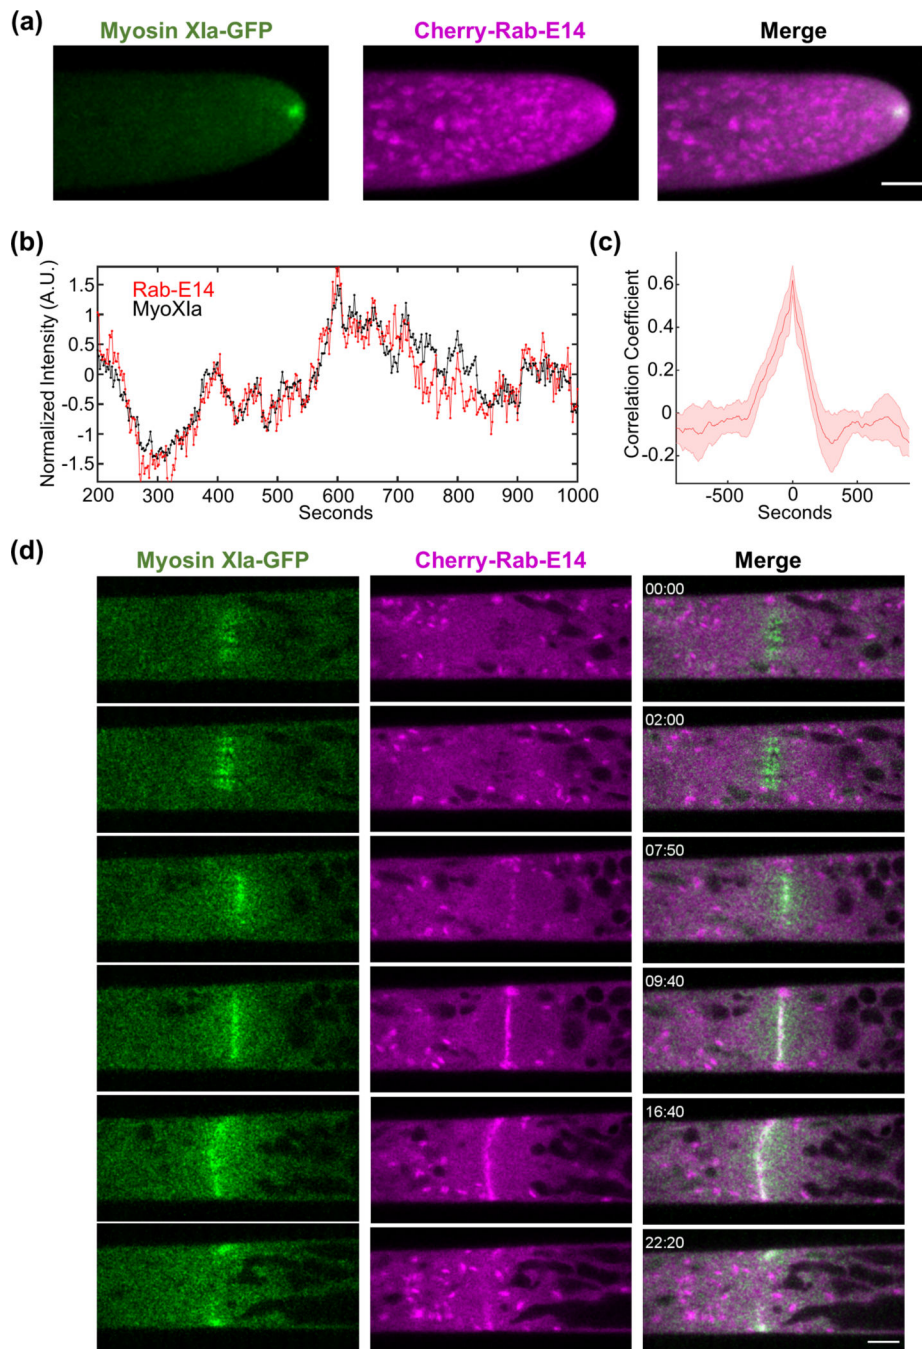 (a)
Myosin XIa-GFP
Cherry-Rab-E14
Merge
(b)
Normalized Intensity (A.U.)
1.5
1
0.5
0
-0.5
-1
-1.5
Rab-E14
MyoXIa
200 300 400 500 600 700 800 900 1000
Seconds
(c)
Correlation Coefficient
0.6
0.4
0.2
0
-0.2
-500 0 500
Seconds
(d)
Myosin XIa-GFP
Cherry-Rab-E14
Merge
00:00
02:00
07:50
09:40
16:40
22:20